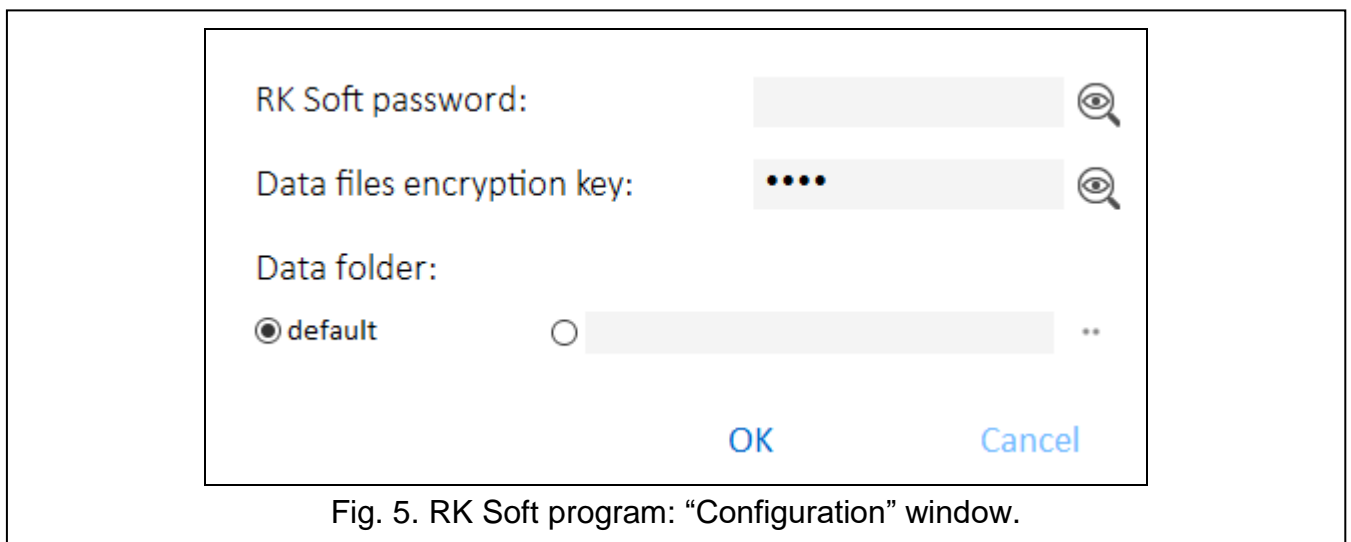 RK Soft password:
Data files encryption key: ••••
Data folder:
default ..
OK Cancel
Fig. 5. RK Soft program: “Configuration” window.